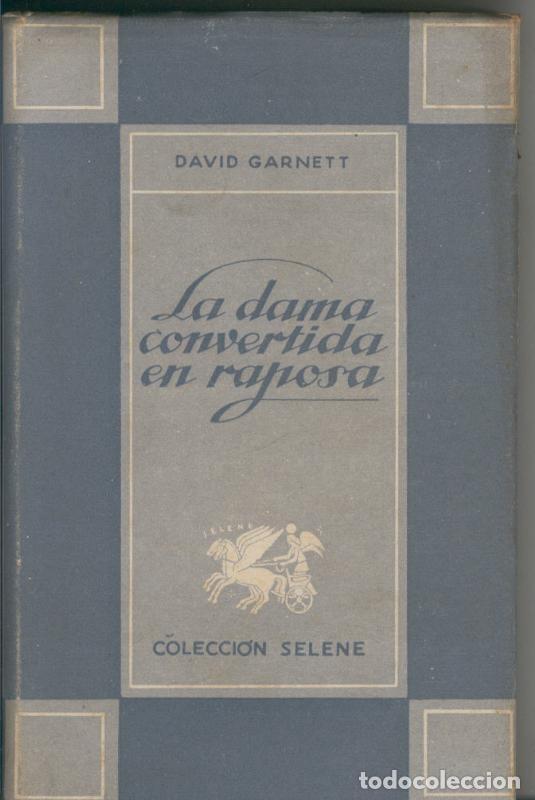 DAVID GARNETT
La dama
convertida
en raposa
SELENE
COLECCIÓN SELENE
todocoleccion